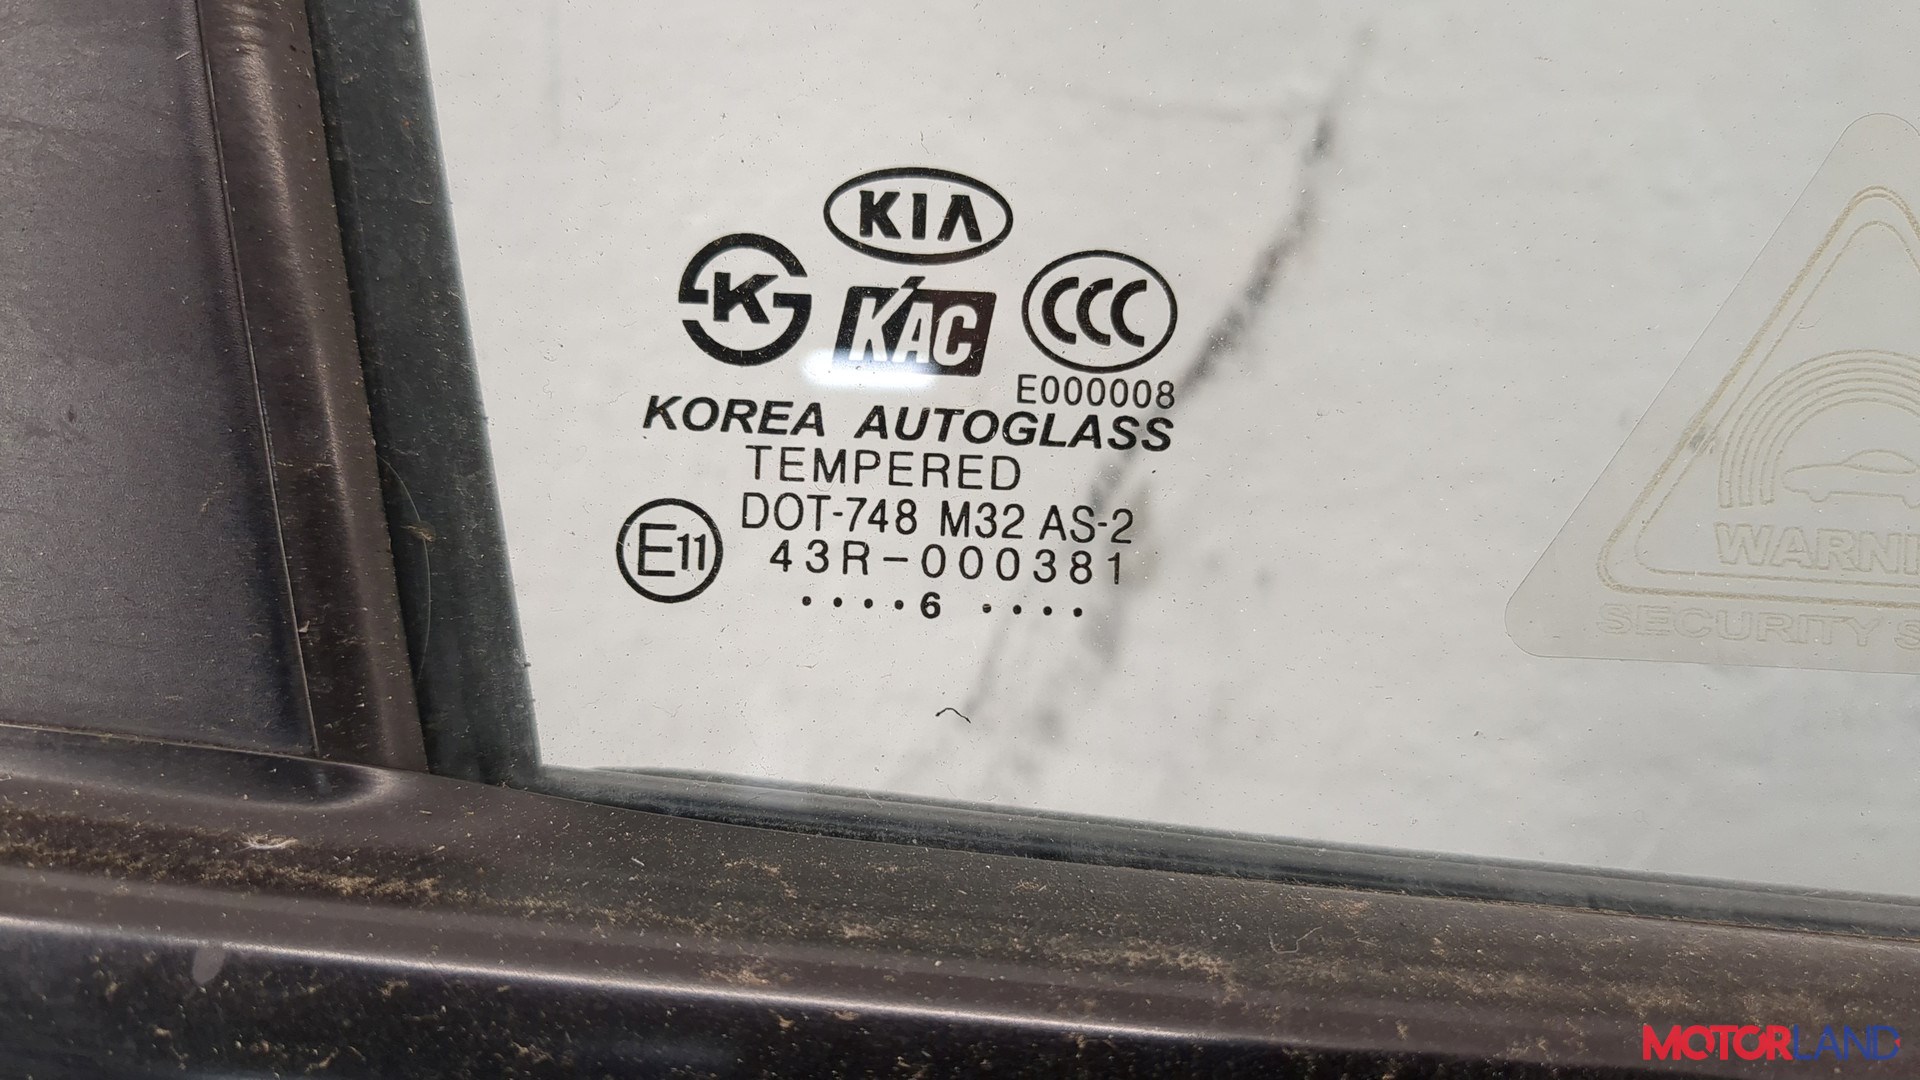 KIA
K
KAC
CCC
E000008
KOREA AUTOGLASS
TEMPERED
DOT-748 M32 AS-2
E11
43R-000381
....6 ....
WARNI
SECURITY S
MOTORLAND